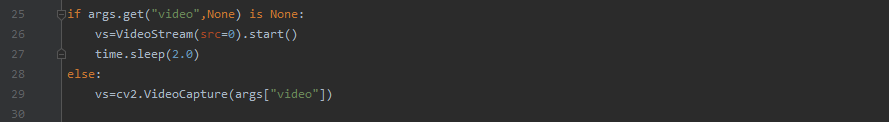 25 if args.get("video",None) is None:
26     vs=VideoStream(src=0).start()
27     time.sleep(2.0)
28 else:
29     vs=cv2.VideoCapture(args["video"])
30